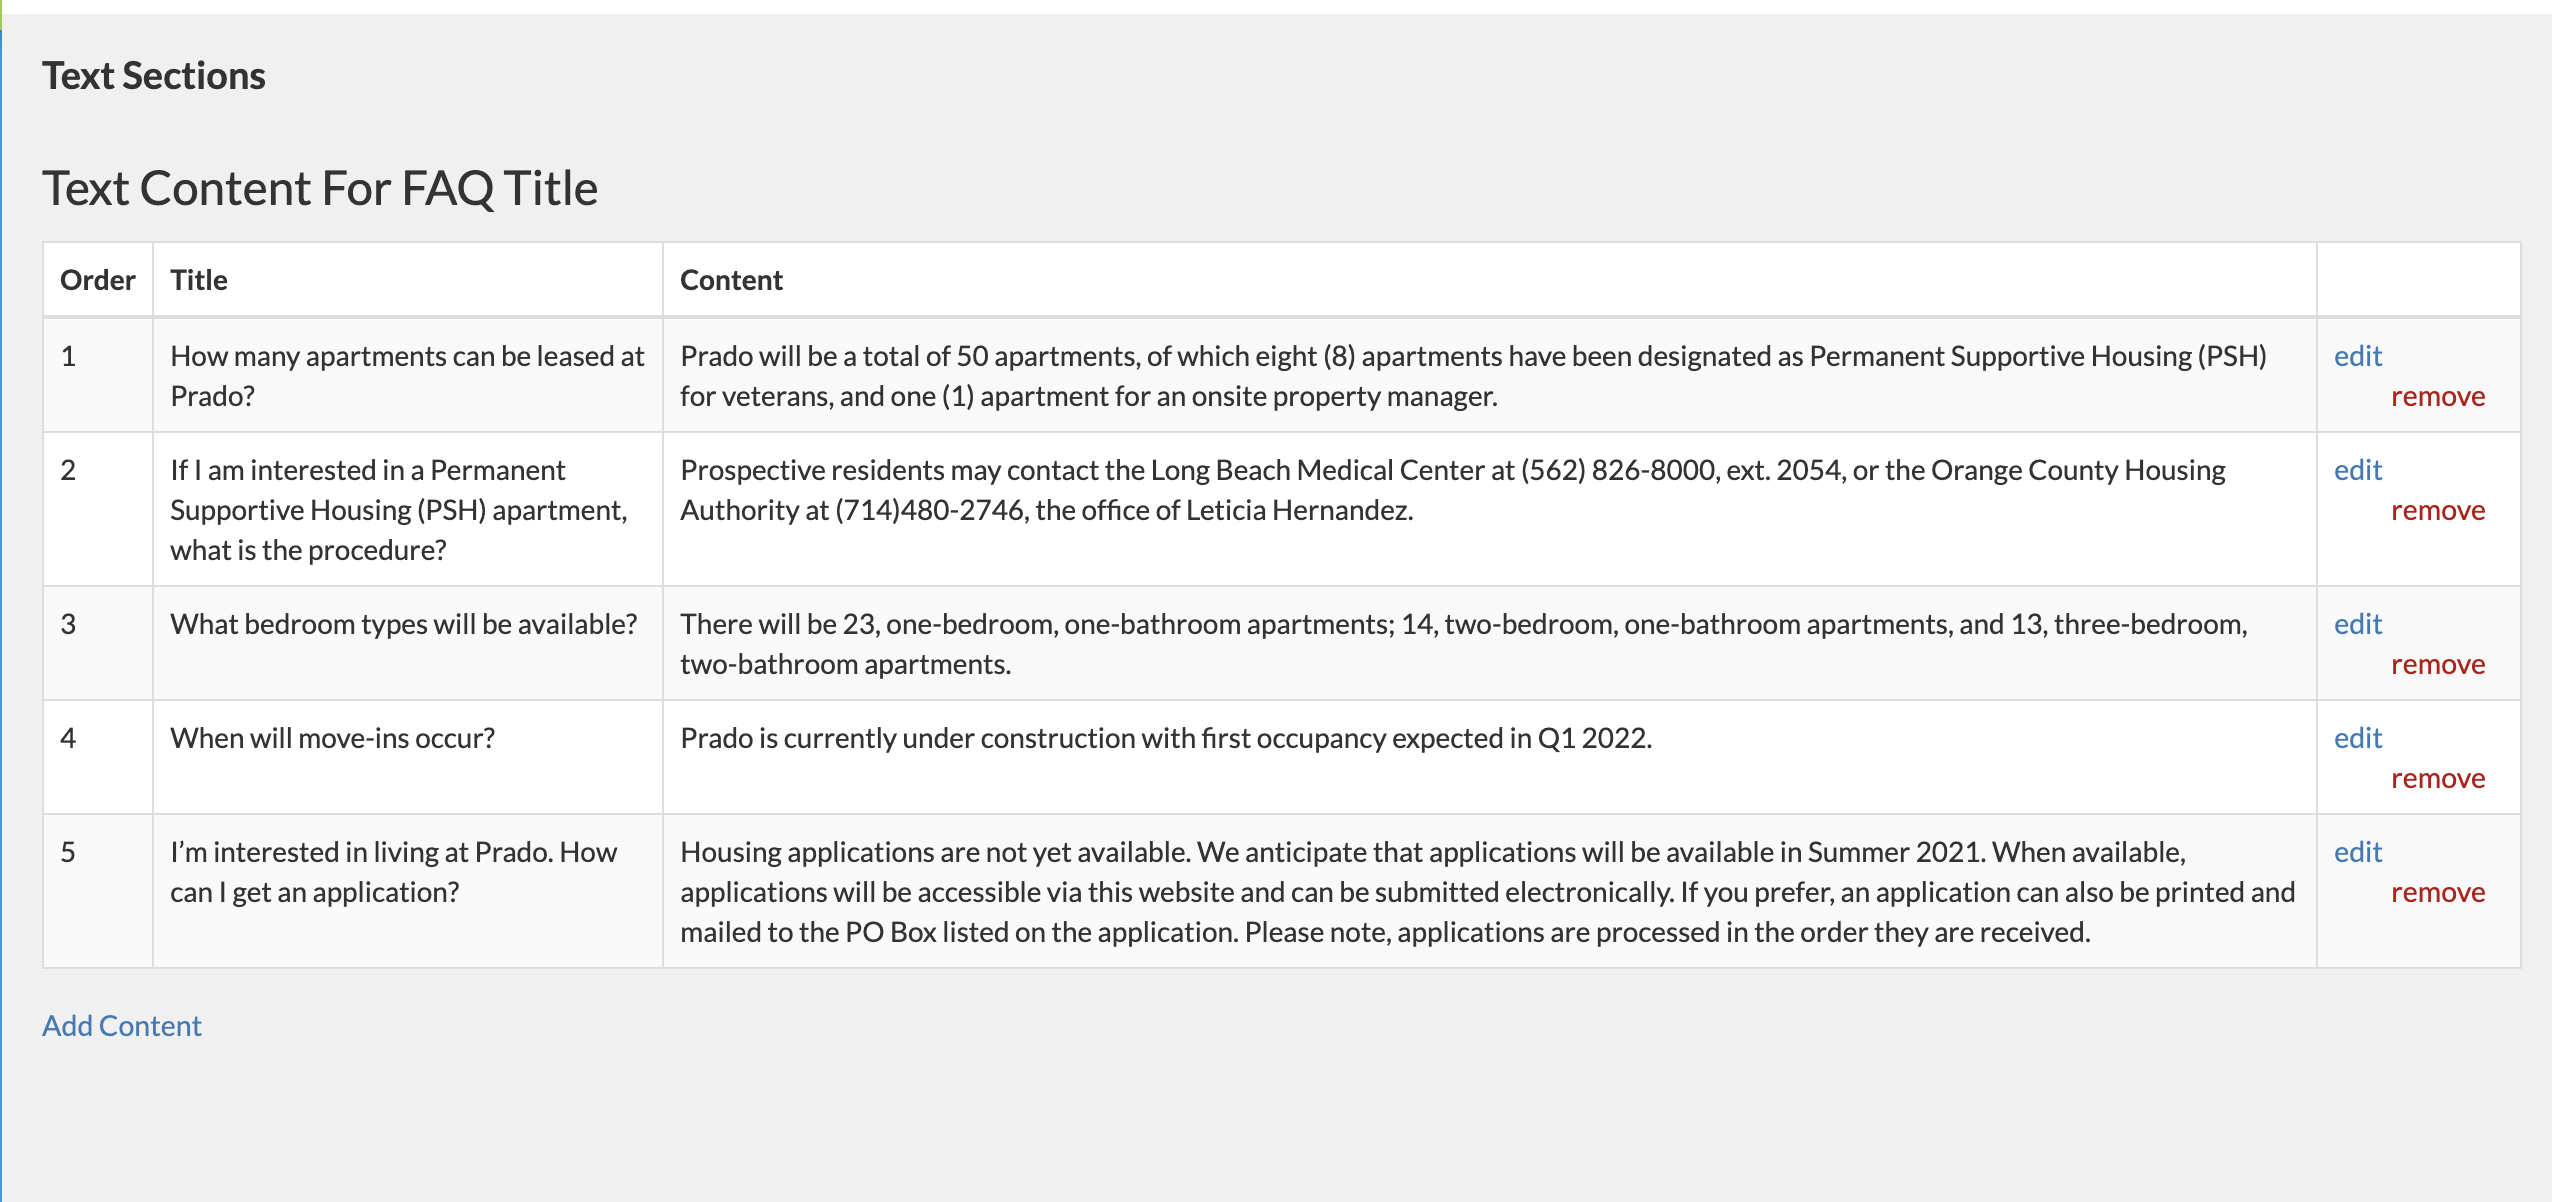 Text Sections
Text Content For FAQ Title
Order
Title
Content
1
How many apartments can be leased at
Prado?
Prado will be a total of 50 apartments, of which eight (8) apartments have been designated as Permanent Supportive Housing (PSH)
for veterans, and one (1) apartment for an onsite property manager.
edit
remove
2
If I am interested in a Permanent
Supportive Housing (PSH) apartment,
what is the procedure?
Prospective residents may contact the Long Beach Medical Center at (562) 826-8000, ext. 2054, or the Orange County Housing
Authority at (714)480-2746, the office of Leticia Hernandez.
edit
remove
3
What bedroom types will be available?
There will be 23, one-bedroom, one-bathroom apartments; 14, two-bedroom, one-bathroom apartments, and 13, three-bedroom,
two-bathroom apartments.
edit
remove
4
When will move-ins occur?
Prado is currently under construction with first occupancy expected in Q1 2022.
edit
remove
5
I’m interested in living at Prado. How
can I get an application?
Housing applications are not yet available. We anticipate that applications will be available in Summer 2021. When available,
applications will be accessible via this website and can be submitted electronically. If you prefer, an application can also be printed and
mailed to the PO Box listed on the application. Please note, applications are processed in the order they are received.
edit
remove
Add Content